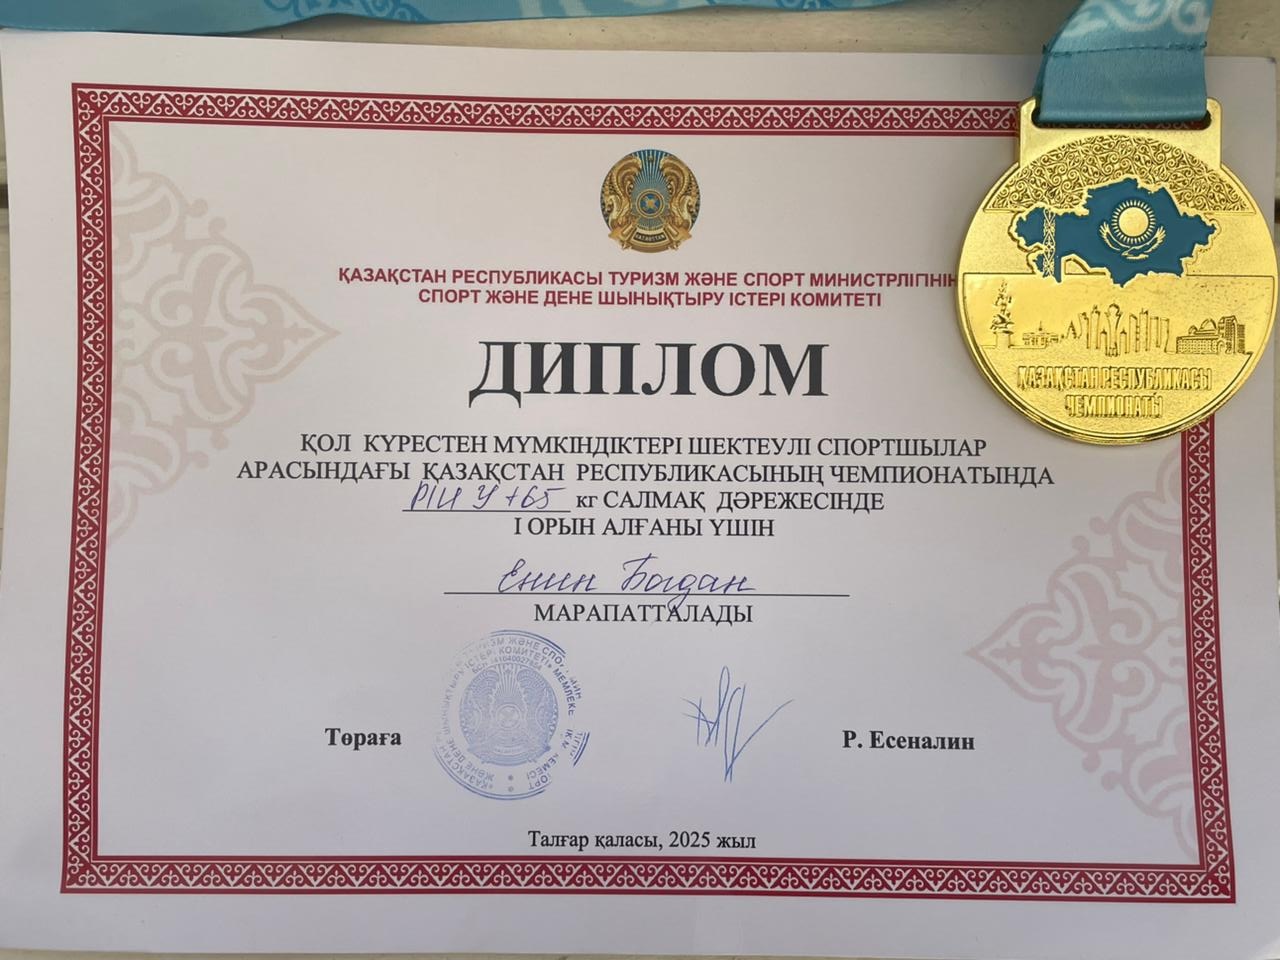 ҚАЗАҚСТАН РЕСПУБЛИКАСЫ ТУРИЗМ ЖӘНЕ СПОРТ МИНИСТРЛІГНІҢ
СПОРТ ЖӘНЕ ДЕНЕ ШЫНЫҚТЫРУ ІСТЕРІ КОМИТЕТІ
ДИПЛОМ
ҚАЗАҚСТАН РЕСПУБЛИКАСЫ
ЧЕМПИОНАТЫ
ҚОЛ КҮРЕСТЕН МҮМКІНДІКТЕРІ ШЕКТЕУЛІ СПОРТШЫЛАР
АРАСЫНДАҒЫ ҚАЗАҚСТАН РЕСПУБЛИКАСЫНЫҢ ЧЕМПИОНАТЫНДА
+65 кг САЛМАҚ ДӘРЕЖЕСІНДЕ
І ОРЫН АЛҒАНЫ ҮШІН
Енин Богдан
МАРАПАТТАЛАДЫ
Төраға
Р. Есеналин
Талғар қаласы, 2025 жыл